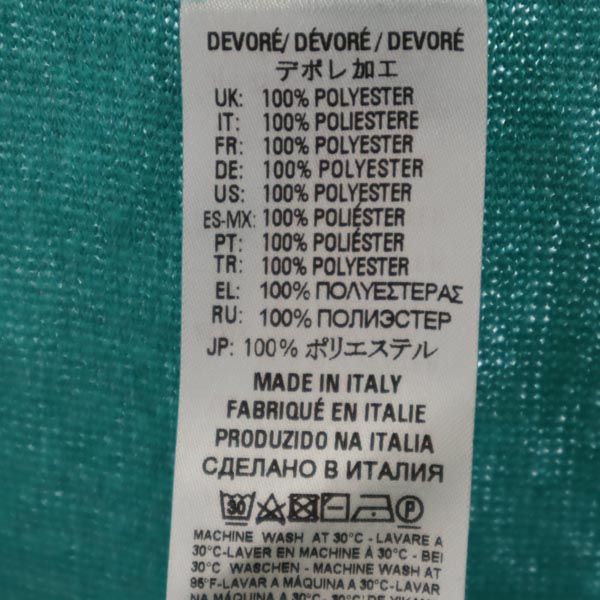 DEVORÉ/ DÉVORÉ / DEVORÉ
デボレ加工
UK: 100% POLYESTER
IT: 100% POLIESTERE
FR: 100% POLYESTER
DE: 100% POLYESTER
US: 100% POLYESTER
ES-MX: 100% POLIÉSTER
PT: 100% POLIÉSTER
TR: 100% POLYESTER
EL: 100% ΠΟΛΥΕΣΤΕΡΑΣ
RU: 100% ПОЛИЭСТЕР
JP: 100% ポリエステル
MADE IN ITALY
FABRIQUÉ EN ITALIE
PRODUZIDO NA ITALIA
СДЕЛАНО В ИТАЛИЯ
30 P
MACHINE WASH AT 30°C - LAVARE A
30°C-LAVER EN MACHINE À 30°C - BEI
30°C WASCHEN - MACHINE WASH AT
86°F-LAVAR A MÁQUINA A 30°C-LAVAR